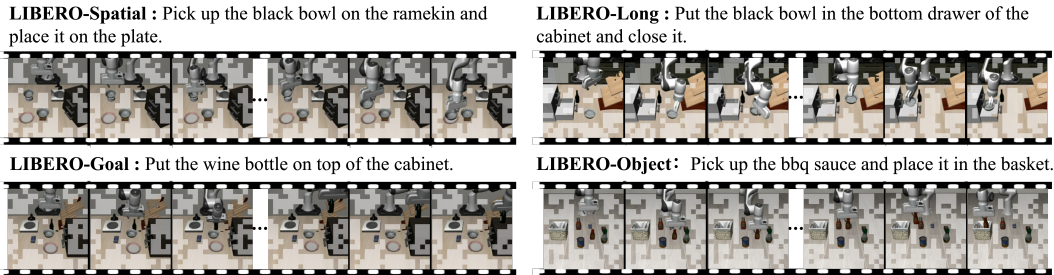 LIBERO-Spatial : Pick up the black bowl on the ramekin and
place it on the plate.
LIBERO-Long : Put the black bowl in the bottom drawer of the
cabinet and close it.
LIBERO-Goal : Put the wine bottle on top of the cabinet.
LIBERO-Object： Pick up the bbq sauce and place it in the basket.